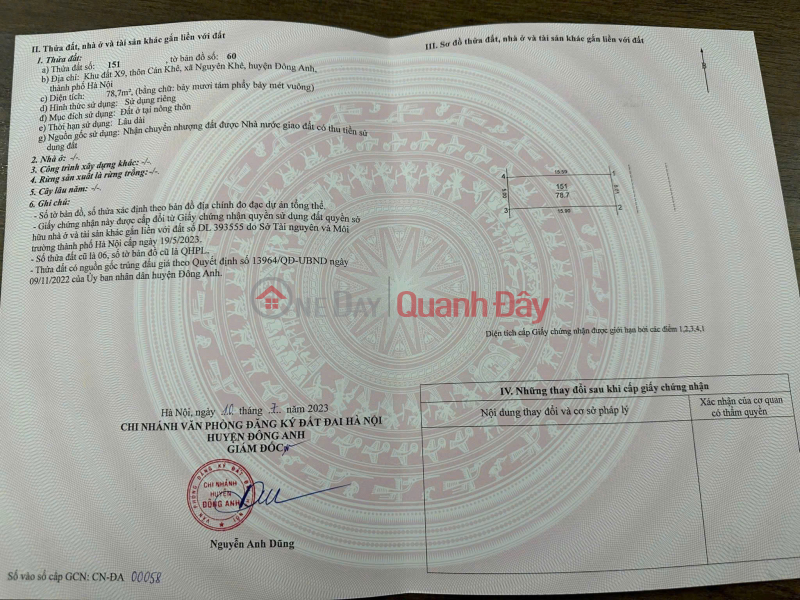 II. Thửa đất, nhà ở và tài sản khác gắn liền với đất
1. Thửa đất:
a) Thửa đất số: 151 , tờ bản đồ số: 60
b) Địa chỉ: Khu đất X9, thôn Cán Khê, xã Nguyên Khê, huyện Đông Anh,
thành phố Hà Nội
c) Diện tích: 78,7m², (bằng chữ: bảy mươi tám phẩy bảy mét vuông)
d) Hình thức sử dụng: Sử dụng riêng
đ) Mục đích sử dụng: Đất ở tại nông thôn
e) Thời hạn sử dụng: Lâu dài
g) Nguồn gốc sử dụng: Nhận chuyển nhượng đất được Nhà nước giao đất có thu tiền sử
dụng đất
2. Nhà ở: -/-.
3. Công trình xây dựng khác: -/-.
4. Rừng sản xuất là rừng trồng: -/-.
5. Cây lâu năm: -/-.
6. Ghi chú:
- Số tờ bản đồ, số thửa xác định theo bản đồ địa chính đo đạc dự án tổng thể.
- Giấy chứng nhận này được cấp đổi từ Giấy chứng nhận quyền sử dụng đất quyền sở
hữu nhà ở và tài sản khác gắn liền với đất số DL 393555 do Sở Tài nguyên và Môi
trường thành phố Hà Nội cấp ngày 19/5/2023.
- Số thửa đất cũ là 06, số tờ bản đồ cũ là QHPL.
- Thửa đất có nguồn gốc trúng đấu giá theo Quyết định số 13964/QĐ-UBND ngày
09/11/2022 của Ủy ban nhân dân huyện Đông Anh.
Hà Nội, ngày 10 tháng 7 năm 2023
CHI NHÁNH VĂN PHÒNG ĐĂNG KÝ ĐẤT ĐAI HÀ NỘI
HUYỆN ĐÔNG ANH
GIÁM ĐỐC
CHI NHÁNH
HUYỆN
ĐÔNG ANH
Nguyễn Anh Dũng
Số vào sổ cấp GCN: CN-ĐA 00058
III. Sơ đồ thửa đất, nhà ở và tài sản khác gắn liền với đất
B
4
1
151
78.7
3
2
Diện tích cấp Giấy chứng nhận được giới hạn bởi các điểm 1,2,3,4,1
IV. Những thay đổi sau khi cấp giấy chứng nhận
Nội dung thay đổi và cơ sở pháp lý
Xác nhận của cơ quan
có thẩm quyền
ONE DAY Quanh Đây